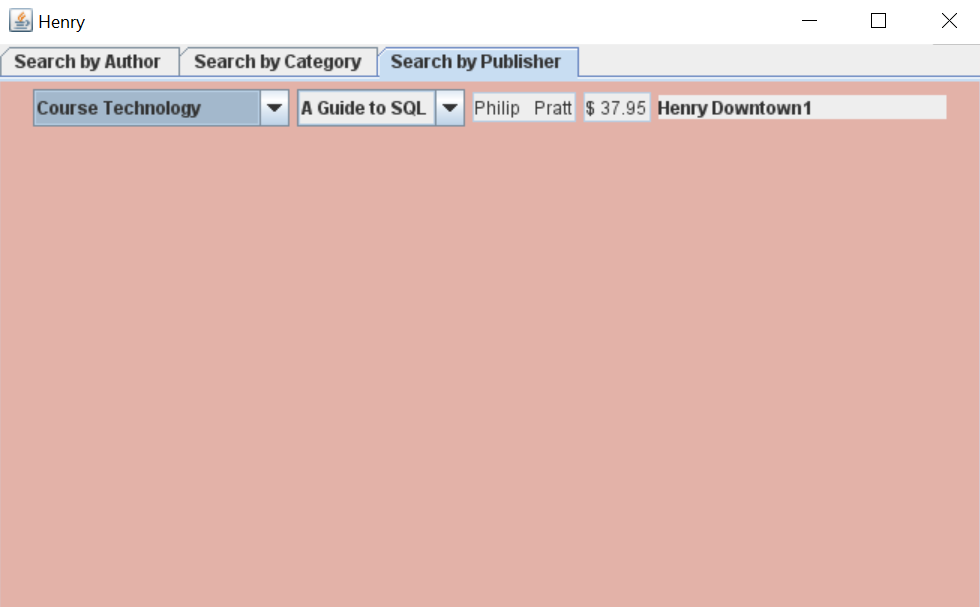 Henry
Search by Author Search by Category Search by Publisher
Course Technology A Guide to SQL Philip Pratt $ 37.95 Henry Downtown1